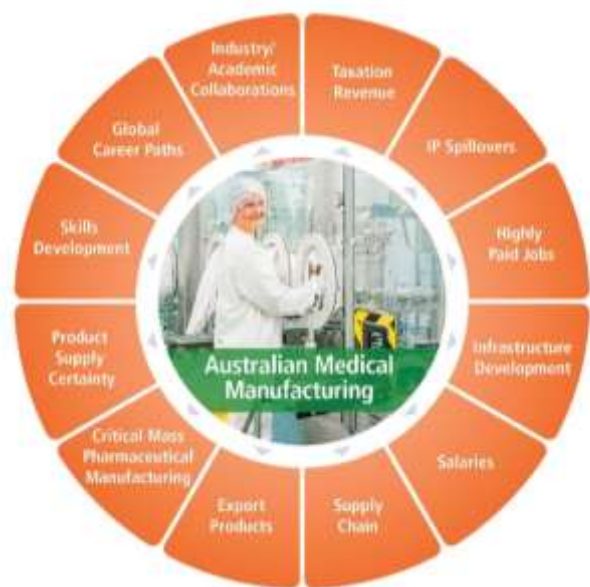 Industry/
Academic
Collaborations
Taxation
Revenue
IP Spillovers
Highly
Paid Jobs
Infrastructure
Development
Salaries
Supply
Chain
Export
Products
Critical Mass
Pharmaceutical
Manufacturing
Product
Supply
Certainty
Skills
Development
Global
Career Paths
Australian Medical
Manufacturing